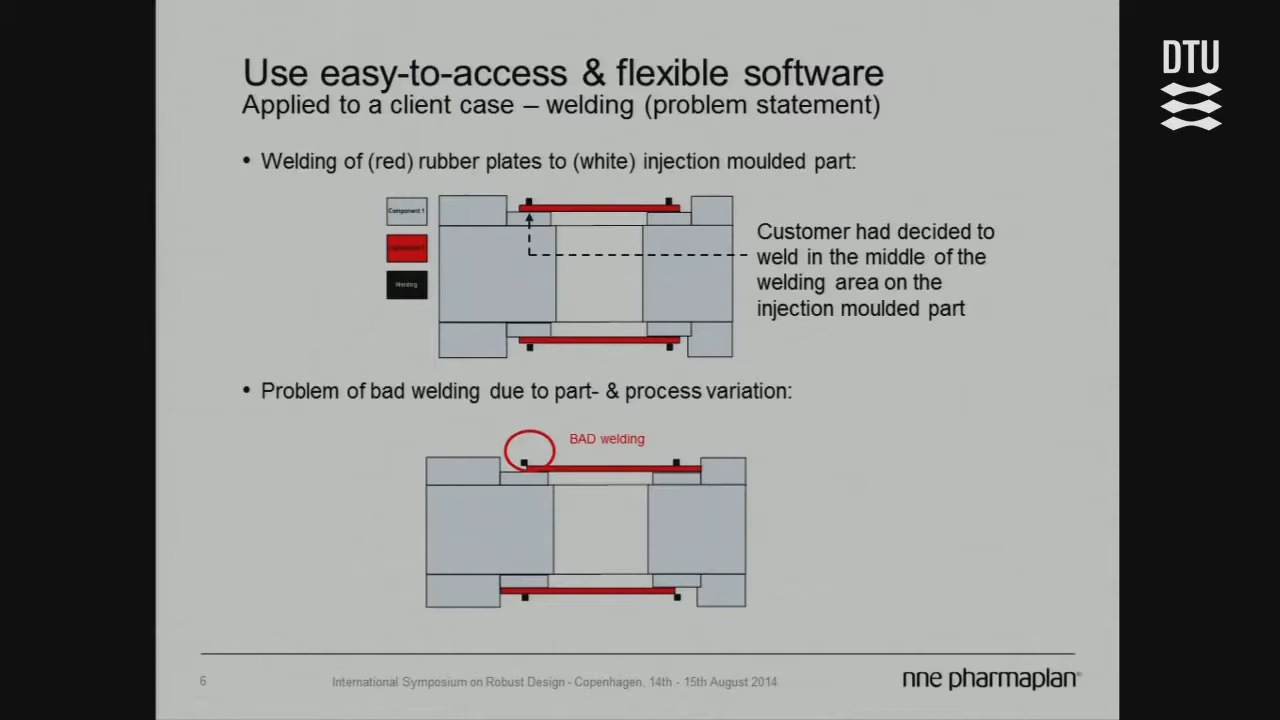 DTU
Use easy-to-access & flexible software
Applied to a client case – welding (problem statement)
• Welding of (red) rubber plates to (white) injection moulded part:
Component 1
Welding
Customer had decided to
weld in the middle of the
welding area on the
injection moulded part
• Problem of bad welding due to part- & process variation:
BAD welding
6
International Symposium on Robust Design - Copenhagen, 14th - 15th August 2014
nne pharmaplan®